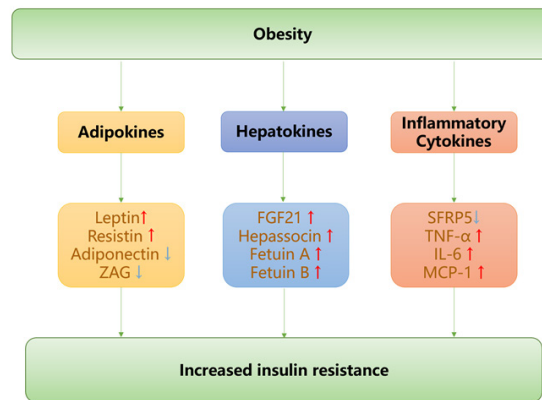 Obesity
Adipokines
Hepatokines
Inflammatory
Cytokines
Leptin↑
Resistin ↑
Adiponectin ↓
ZAG ↓
FGF21 ↑
Hepassocin ↑
Fetuin A ↑
Fetuin B ↑
SFRP5↓
TNF-α ↑
IL-6 ↑
MCP-1 ↑
Increased insulin resistance